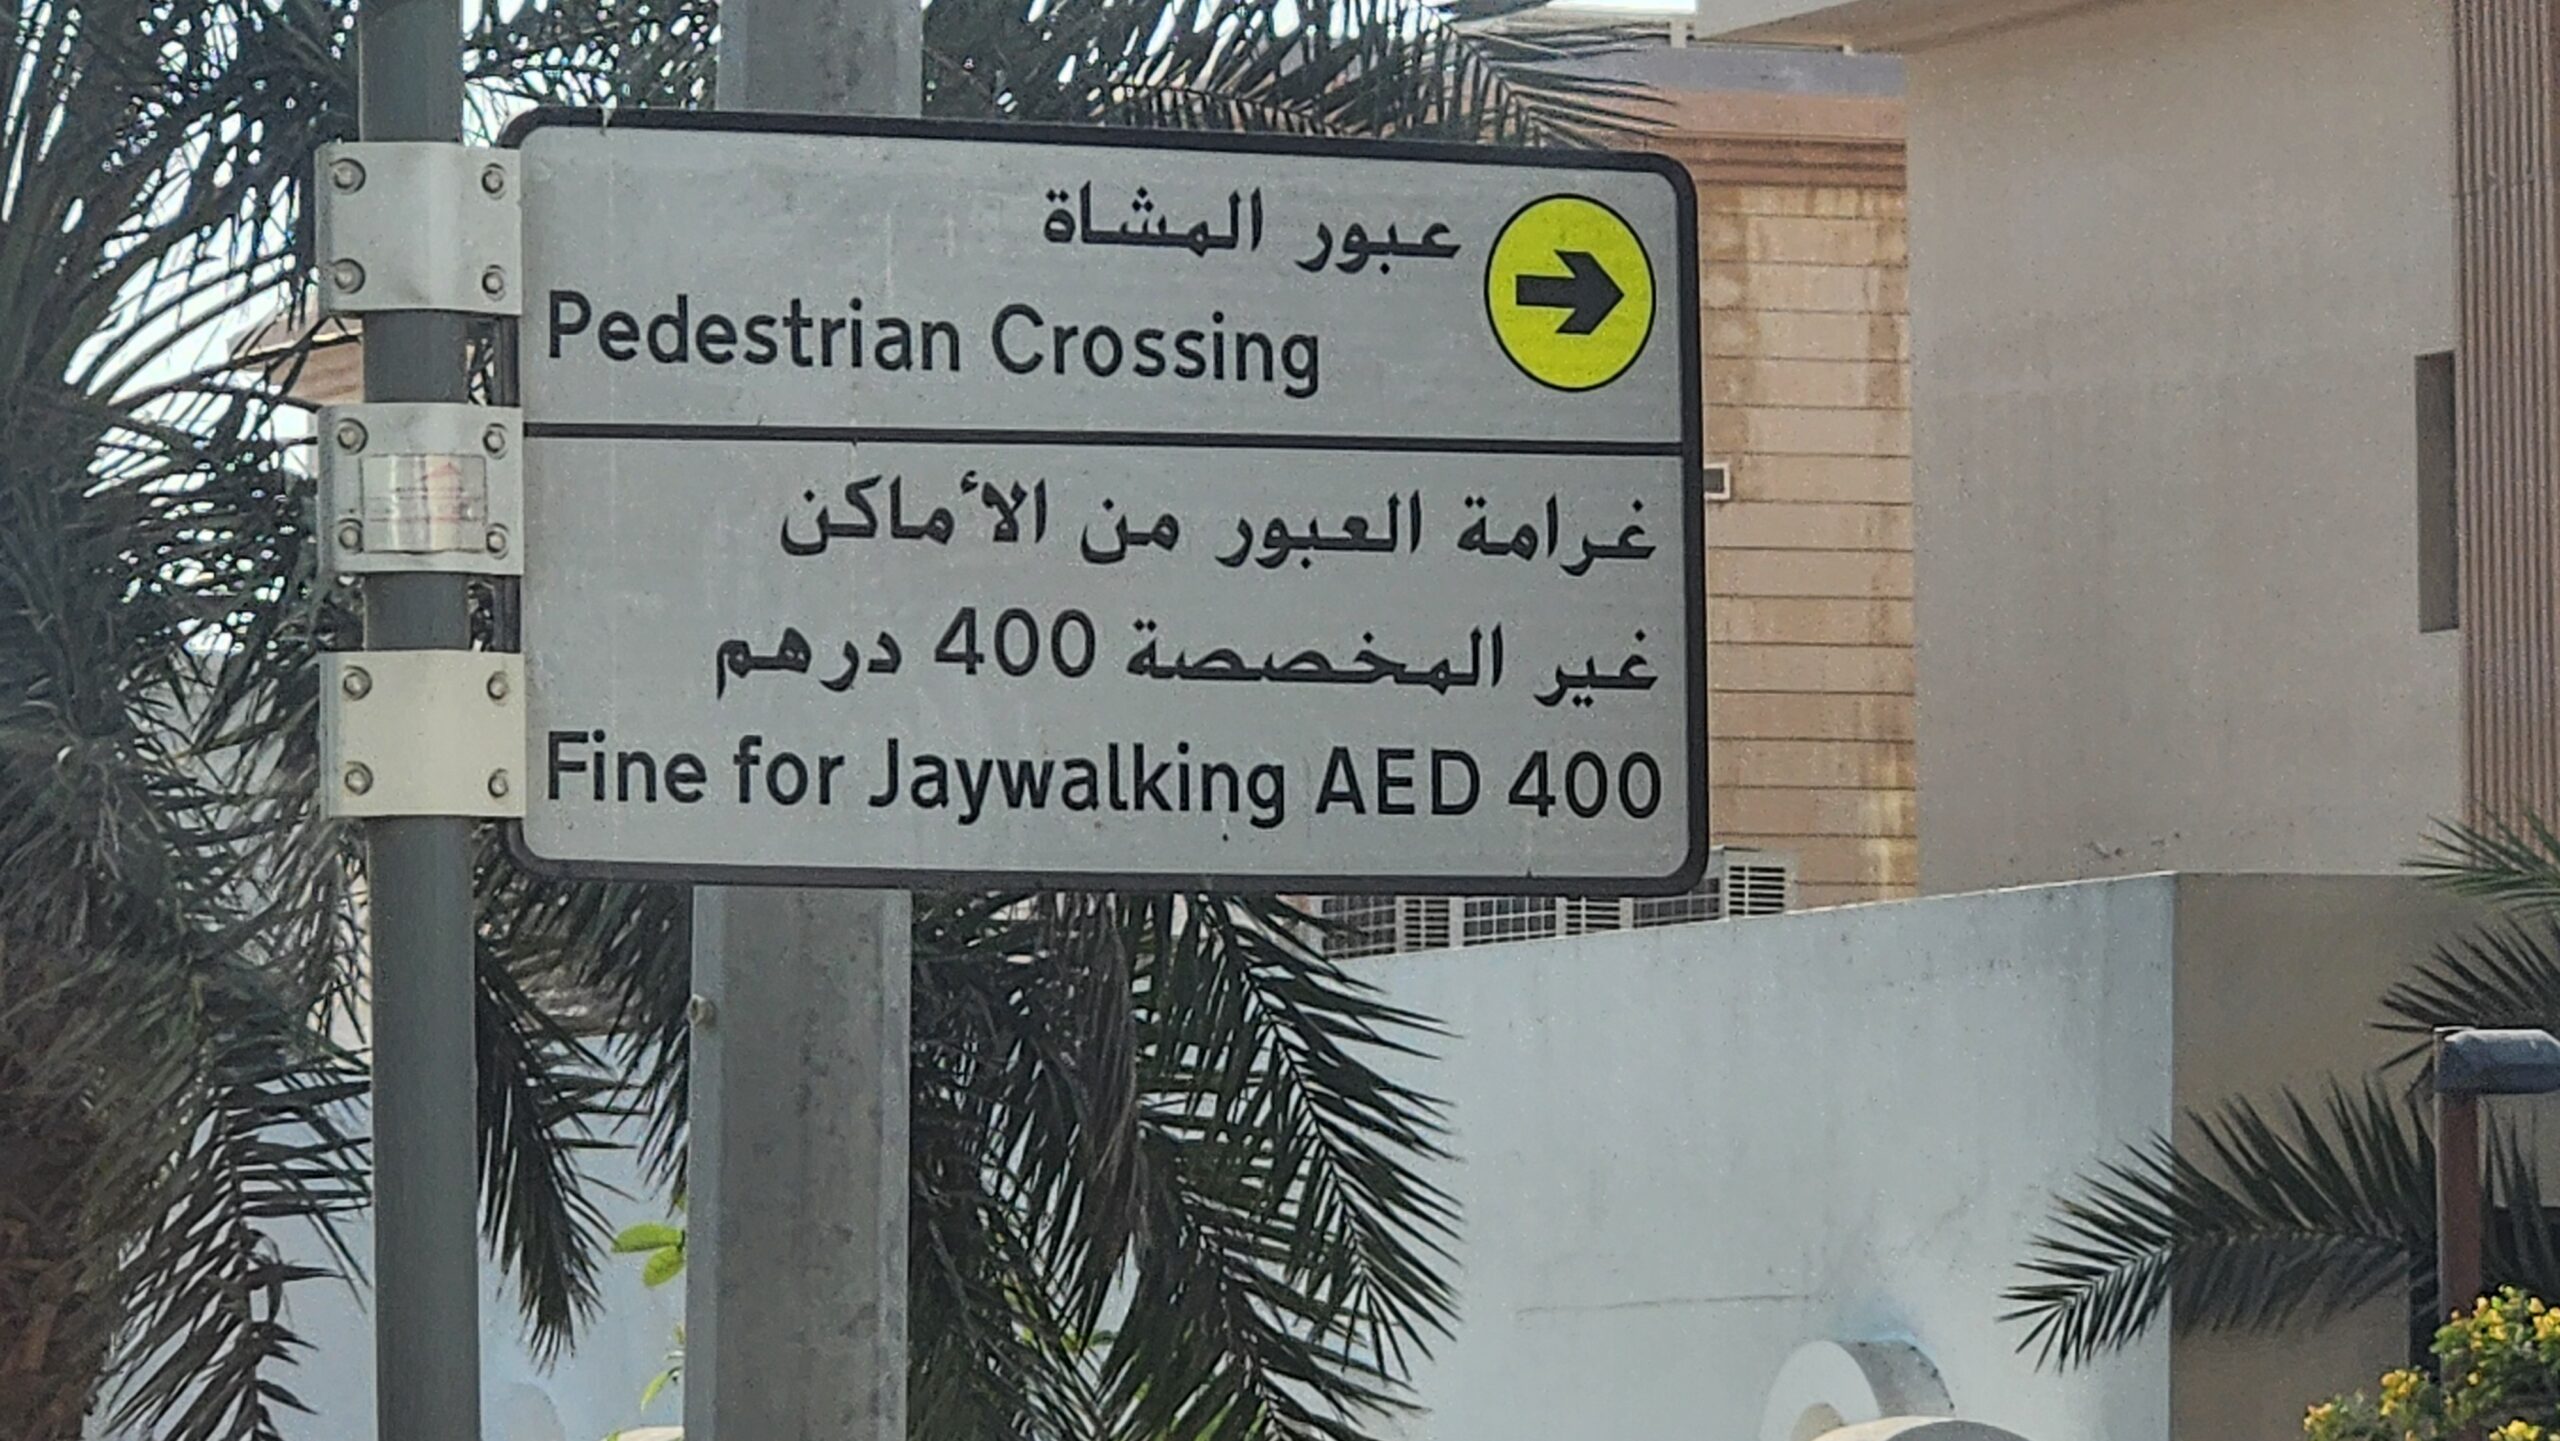 عبور المشاة
Pedestrian Crossing
غرامة العبور من الأماكن
غير المخصصة 400 درهم
Fine for Jaywalking AED 400